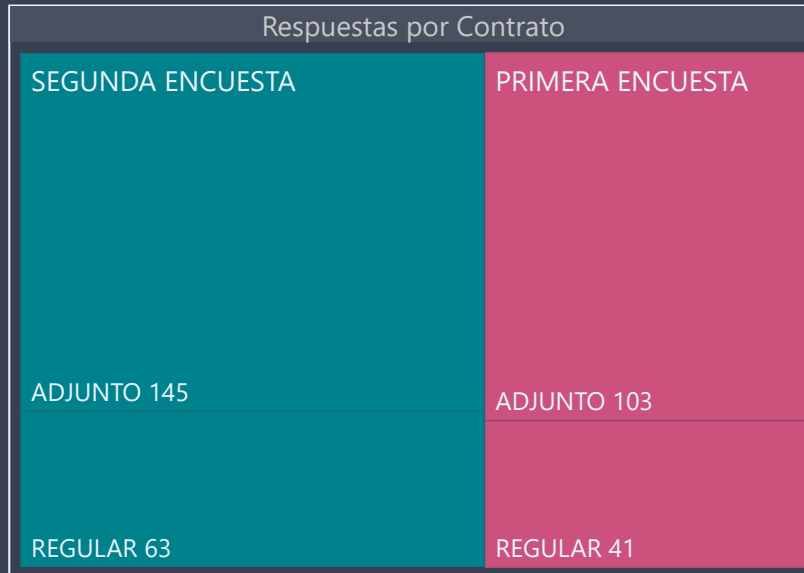 Respuestas por Contrato
SEGUNDA ENCUESTA
ADJUNTO 145
REGULAR 63
PRIMERA ENCUESTA
ADJUNTO 103
REGULAR 41